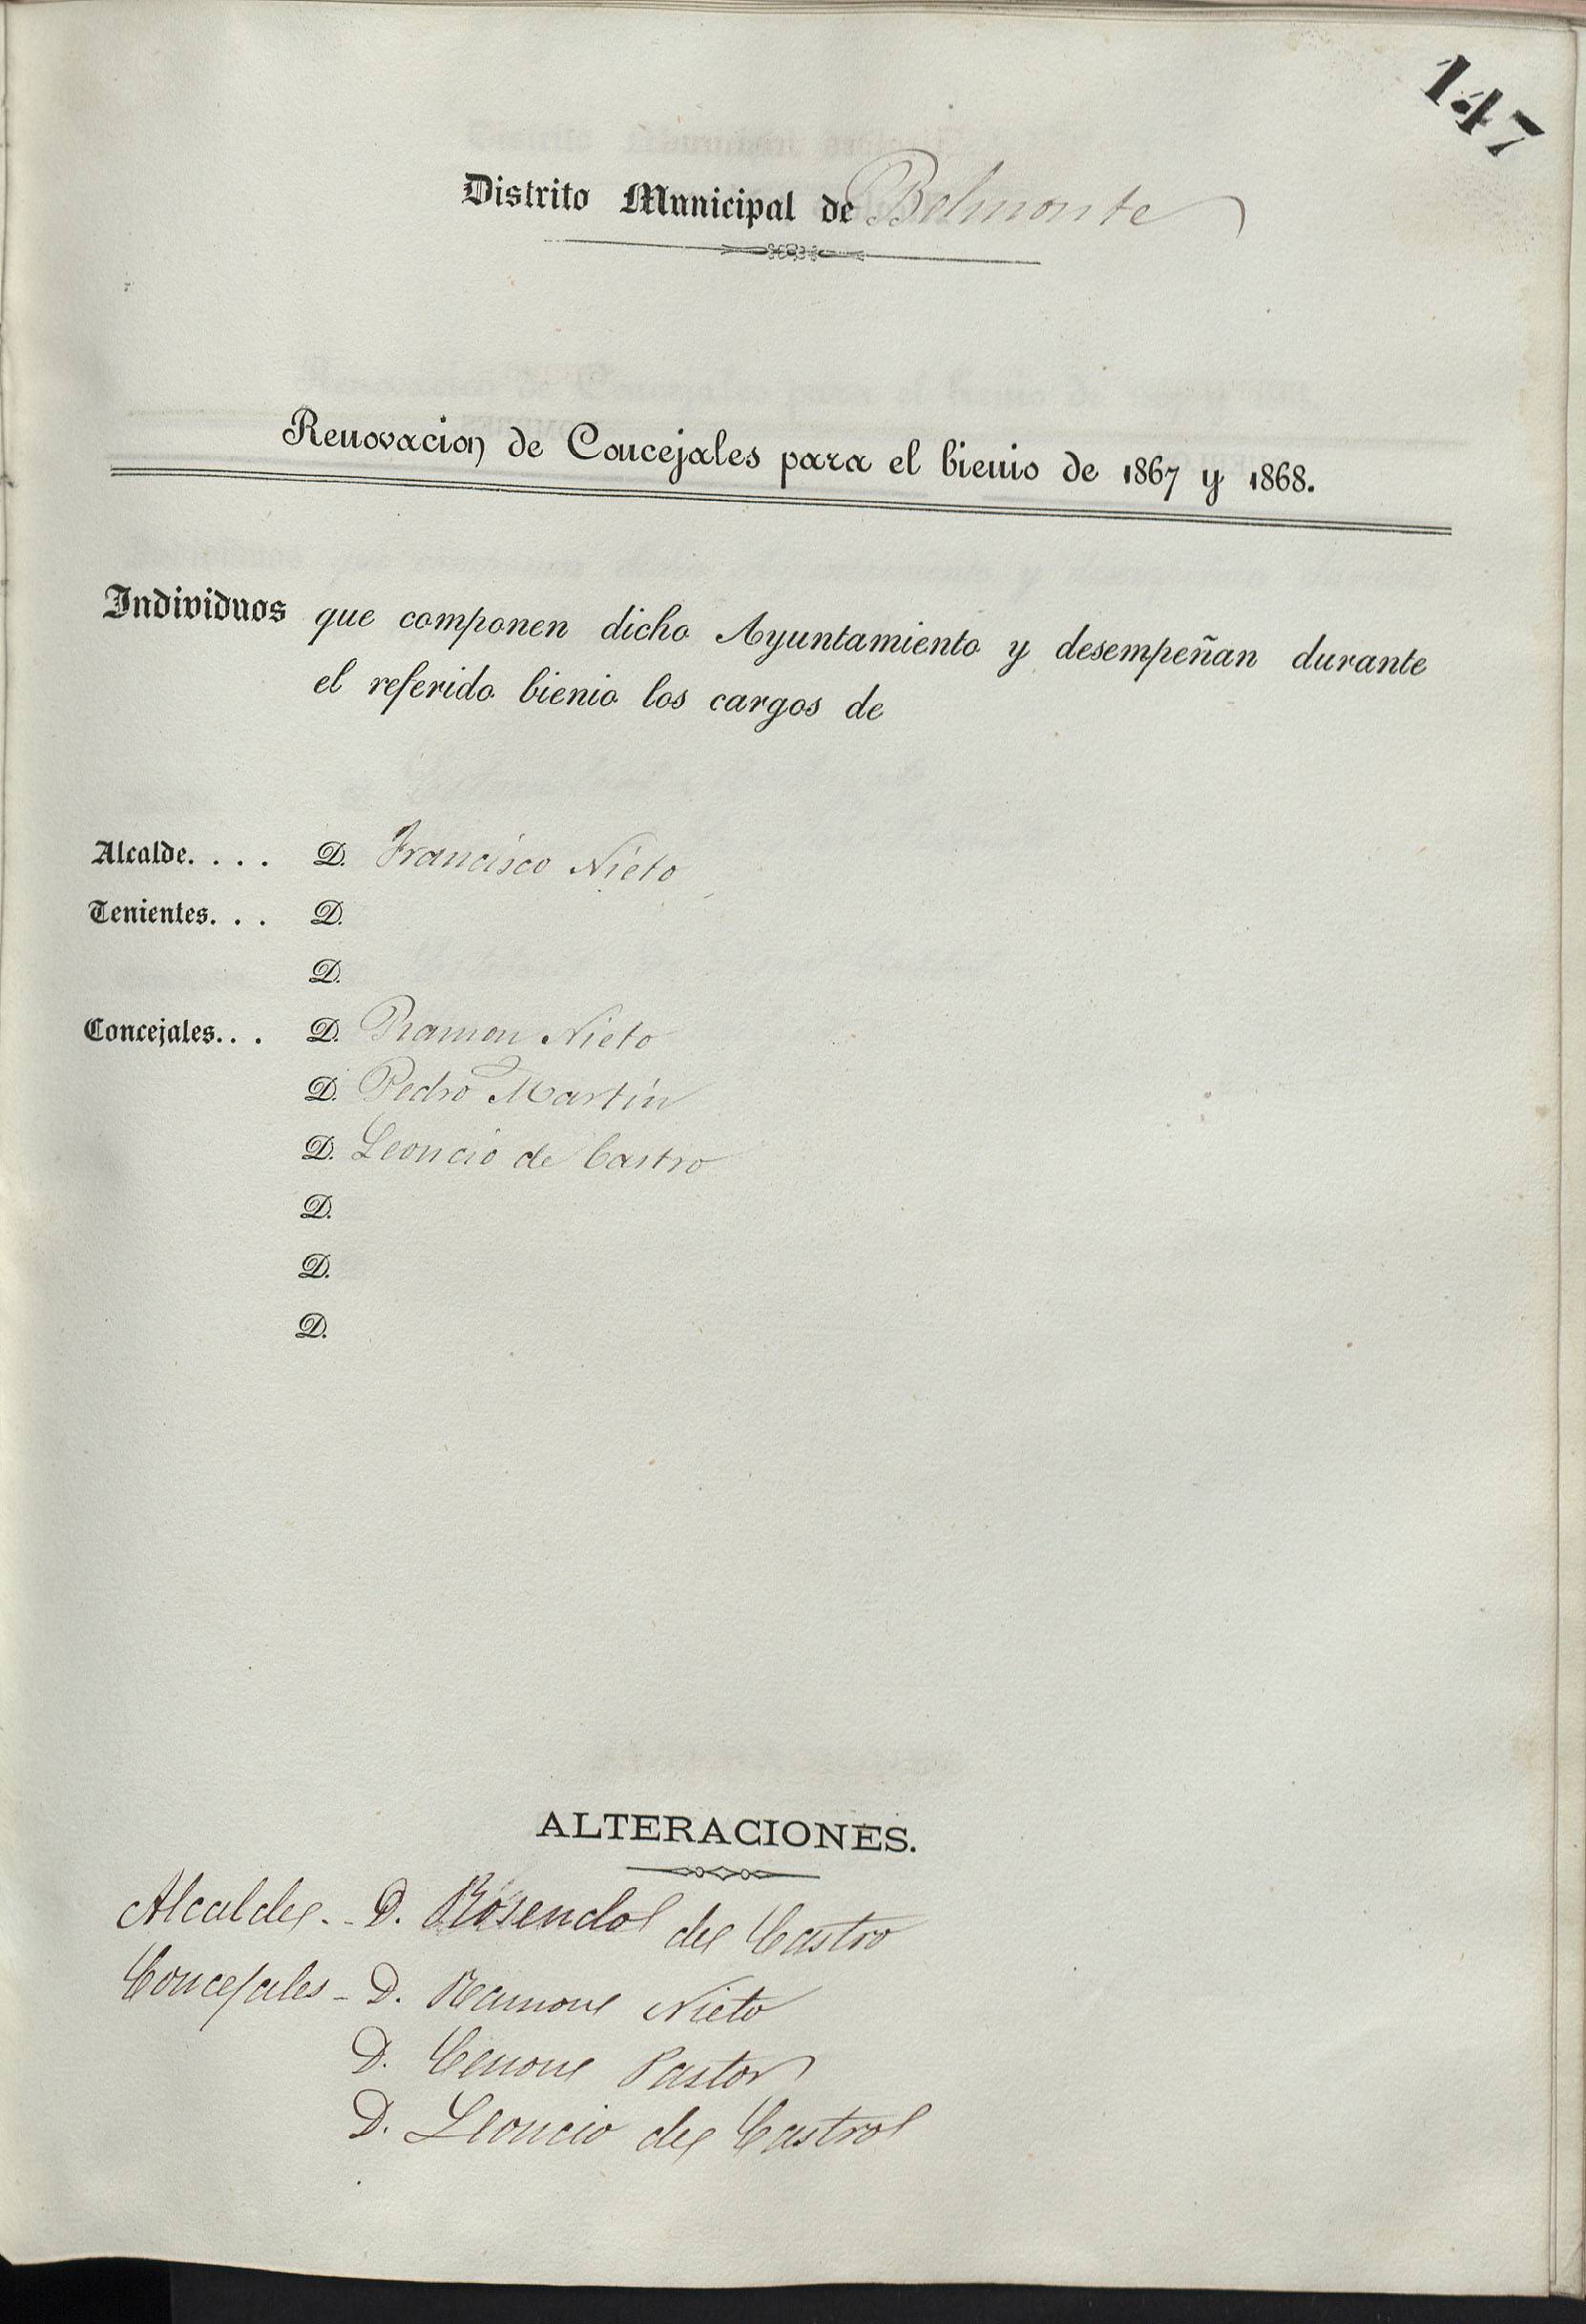 147
Distrito Municipal de Belmonte
Renovacion de Concejales para el bienio de 1867 y 1868.
Individuos que componen dicho Ayuntamiento y desempeñan durante
el referido bienio los cargos de
Alcalde. . . . D. Francisco Nieto
Tenientes. . . D.
D.
Concejales. . . D. Ramon Nieto
D. Pedro Martin
D. Leoncio de Castro
D.
D.
D.
ALTERACIONES.
Alcalde. - D. Rosendo de Castro
Concejales - D. Ramon Nieto
D. Cenon Pastor
D. Leoncio de Castro